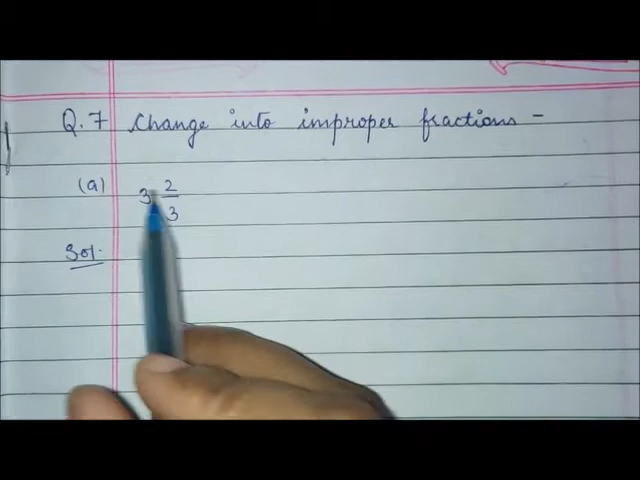 Q.7 Change into improper fractions -
(a) 3 2/3
Sol.